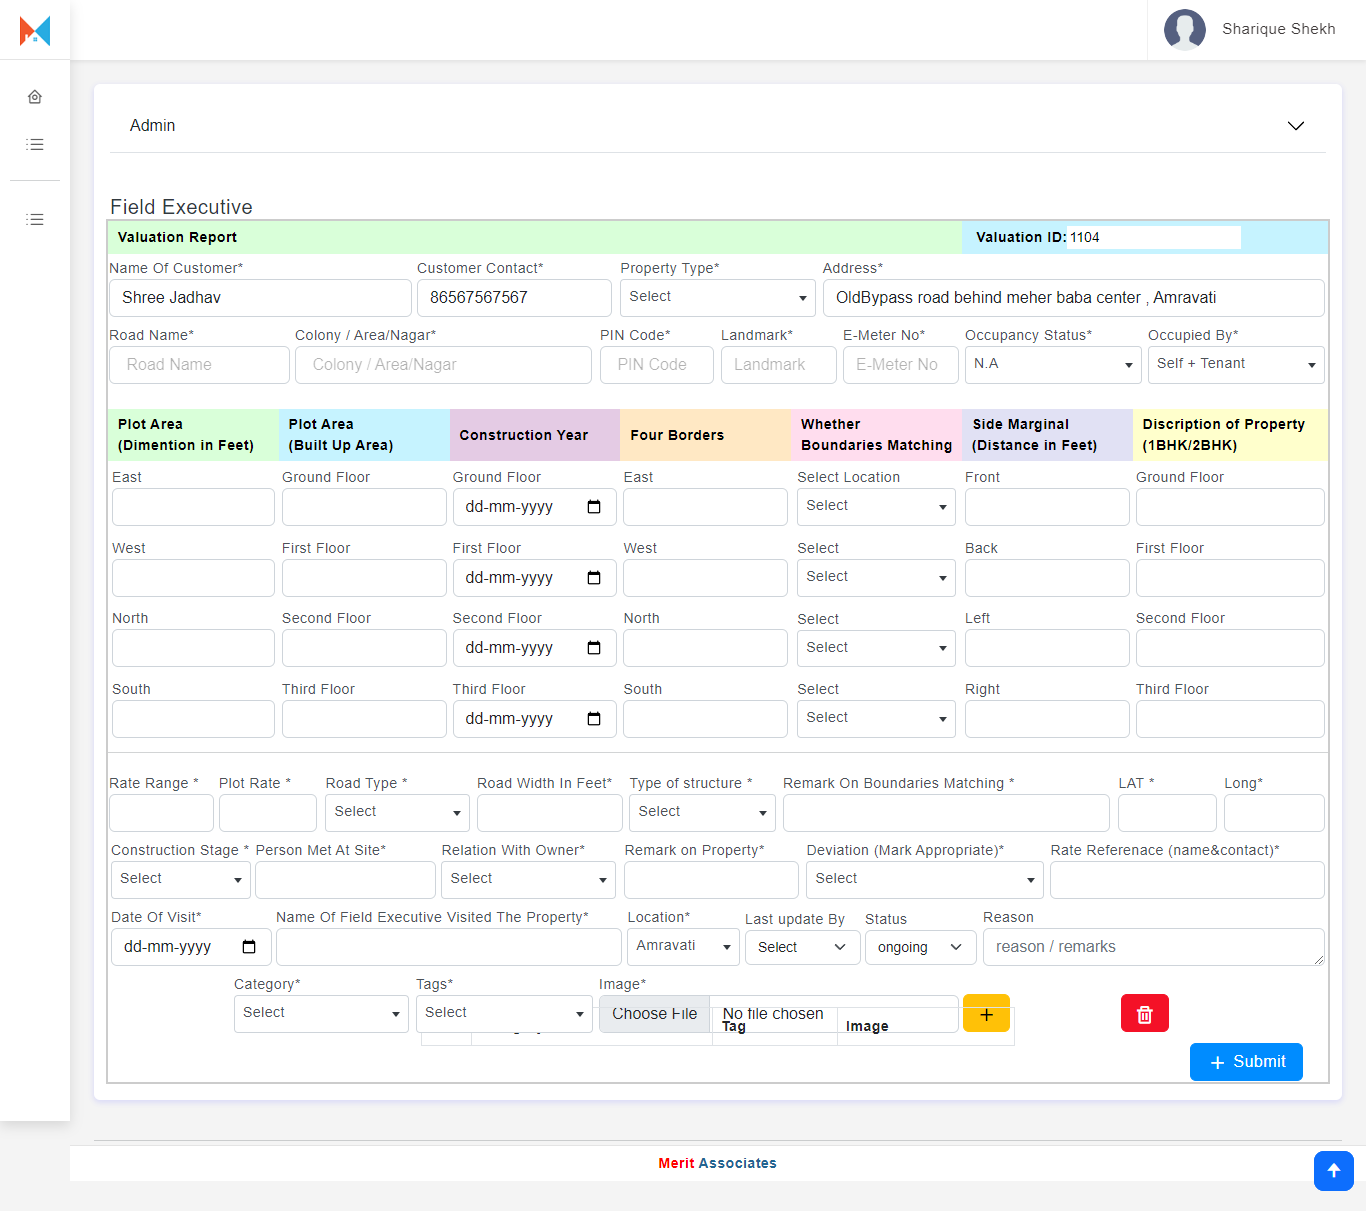 Sharique Shekh
Admin
Field Executive
Valuation Report
Valuation ID: 1104
Name Of Customer* Customer Contact* Property Type* Address*
Shree Jadhav 86567567567 Select OldBypass road behind meher baba center , Amravati
Road Name* Colony / Area/Nagar* PIN Code* Landmark* E-Meter No* Occupancy Status* Occupied By*
Road Name Colony / Area/Nagar PIN Code Landmark E-Meter No N.A Self + Tenant
Plot Area Plot Area Construction Year Four Borders Whether Side Marginal Discription of Property
(Dimention in Feet) (Built Up Area) Boundaries Matching (Distance in Feet) (1BHK/2BHK)
East Ground Floor Ground Floor East Select Location Front Ground Floor
dd-mm-yyyy Select
West First Floor First Floor West Select Back First Floor
dd-mm-yyyy Select
North Second Floor Second Floor North Select Left Second Floor
dd-mm-yyyy Select
South Third Floor Third Floor South Select Right Third Floor
dd-mm-yyyy Select
Rate Range * Plot Rate * Road Type * Road Width In Feet* Type of structure * Remark On Boundaries Matching * LAT * Long*
Select Select
Construction Stage * Person Met At Site* Relation With Owner* Remark on Property* Deviation (Mark Appropriate)* Rate Referenace (name&contact)*
Select Select Select
Date Of Visit* Name Of Field Executive Visited The Property* Location* Last update By Status Reason
dd-mm-yyyy Amravati Select ongoing reason / remarks
Category* Tags* Image*
Select Select Choose File No file chosen +
Tag Image
+ Submit
Merit Associates